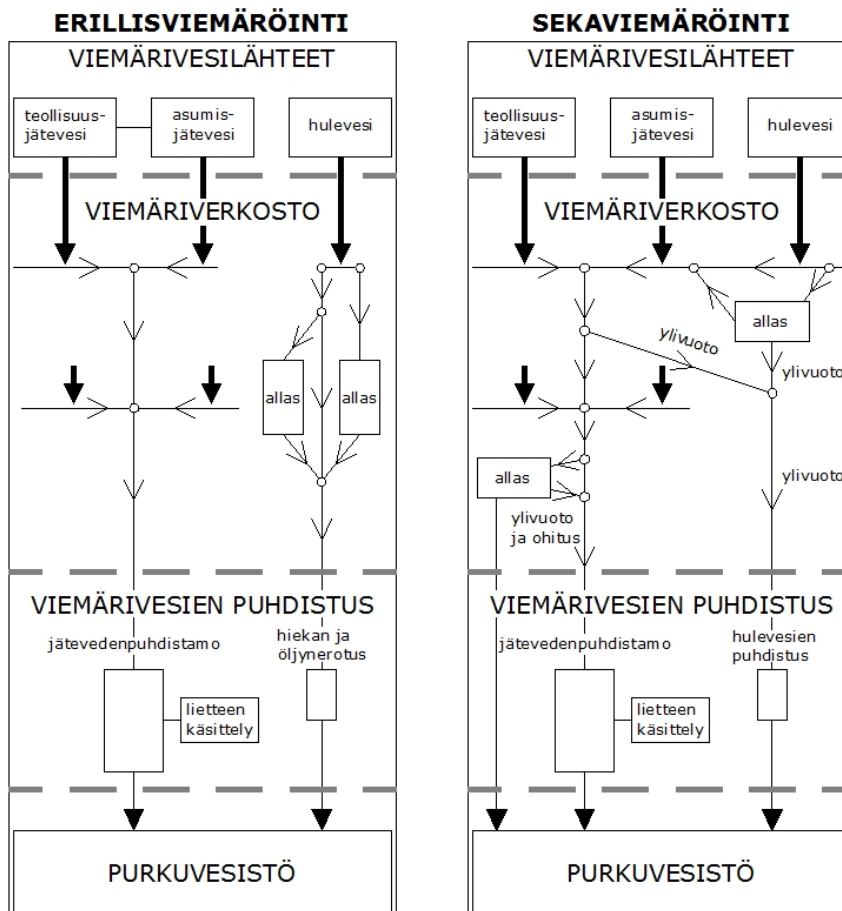 ERILLISVIEMÄRÖINTI
VIEMÄRIVESILÄHTEET
teollisuus-
jätevesi
asumis-
jätevesi
hulevesi
VIEMÄRIVERKOSTO
allas
allas
VIEMÄRIVESIEN PUHDISTUS
jätevedenpuhdistamo
hiekan ja
öljynerotus
lietteen
käsittely
PURKUVESISTÖ
SEKAVIEMÄRÖINTI
VIEMÄRIVESILÄHTEET
teollisuus-
jätevesi
asumis-
jätevesi
hulevesi
VIEMÄRIVERKOSTO
allas
ylivuoto
ylivuoto
allas
ylivuoto
ylivuoto
ja ohitus
VIEMÄRIVESIEN PUHDISTUS
jätevedenpuhdistamo
hulevesien
puhdistus
lietteen
käsittely
PURKUVESISTÖ